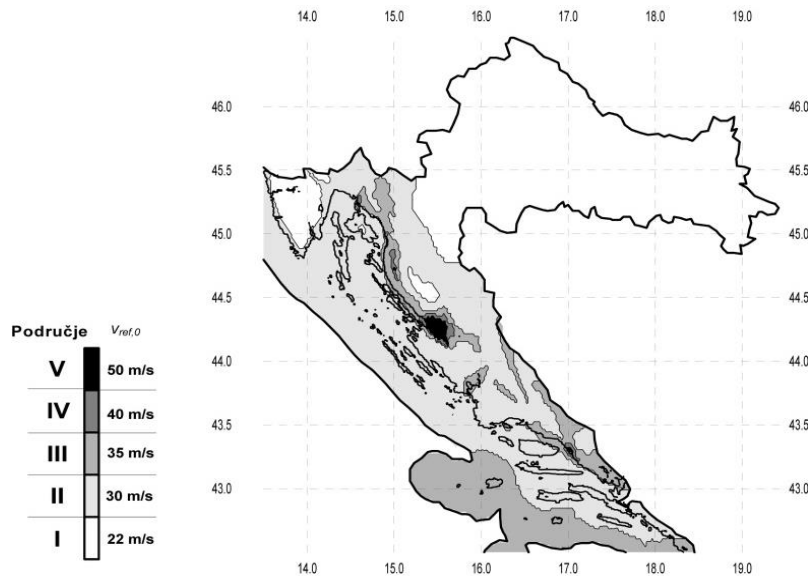 14.0 15.0 16.0 17.0 18.0 19.0
46.0 46.0
45.5 45.5
45.0 45.0
44.5 44.5
44.0 44.0
43.5 43.5
43.0 43.0
14.0 15.0 16.0 17.0 18.0 19.0
Područje Vref,0
V 50 m/s
IV 40 m/s
III 35 m/s
II 30 m/s
I 22 m/s